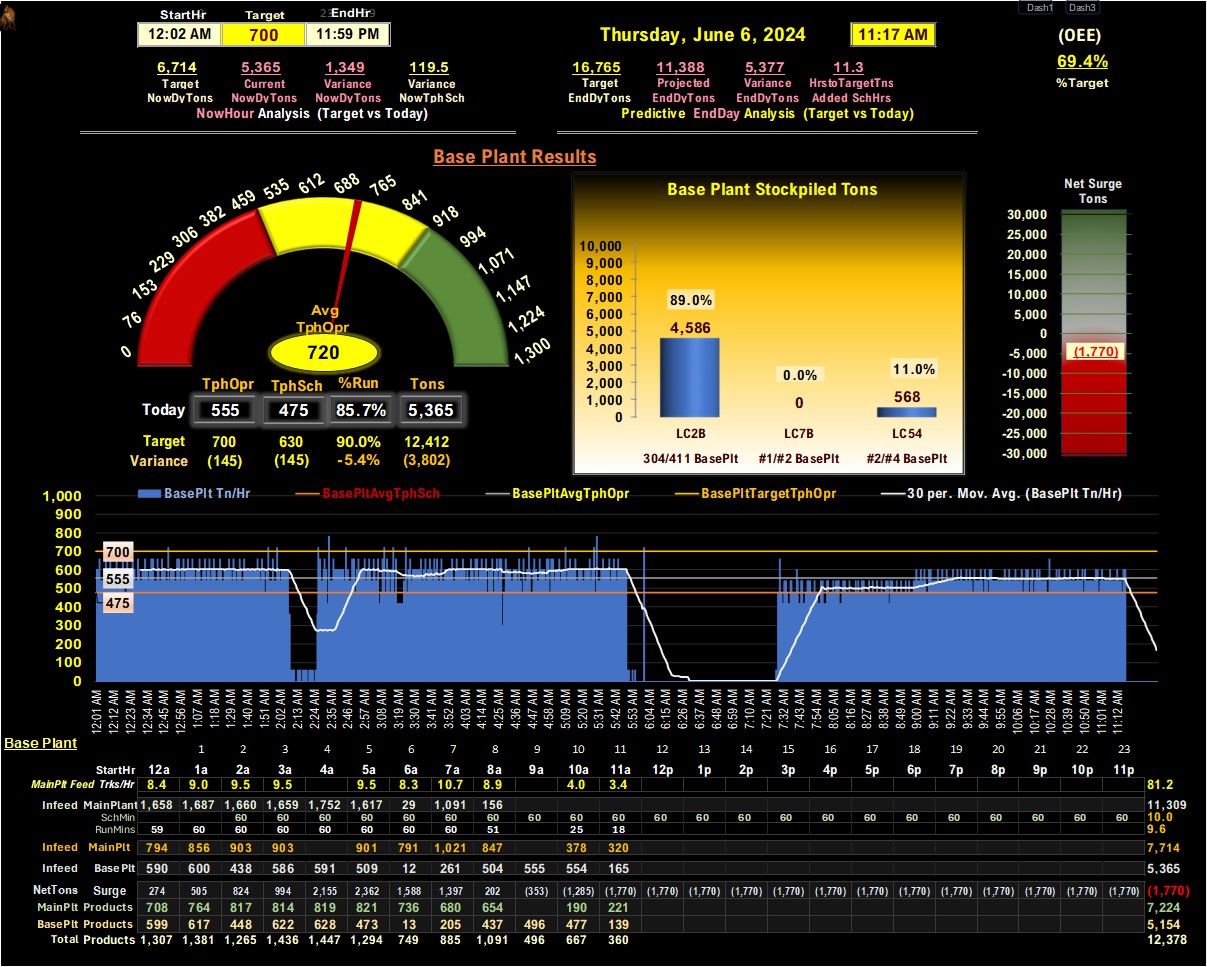 Dash1 Dash3
StartHr Target EndHr
12:02 AM 700 11:59 PM
Thursday, June 6, 2024 11:17 AM
(OEE)
69.4%
%Target
6,714 5,365 1,349 119.5
Target Current Variance Variance
NowDyTons NowDyTons NowDyTons NowTphSch
NowHour Analysis (Target vs Today)
16,765 11,388 5,377 11.3
Target Projected Variance HrstoTargetTns
EndDyTons EndDyTons EndDyTons Added SchHrs
Predictive EndDay Analysis (Target vs Today)
Base Plant Results
0 76 153 229 306 382 459 535 612 688 765 841 918 994 1,071 1,147 1,224 1,300
Avg
TphOpr
720
TphOpr TphSch %Run Tons
Today 555 475 85.7% 5,365
Target 700 630 90.0% 12,412
Variance (145) (145) -5.4% (3,802)
Base Plant Stockpiled Tons
10,000
9,000
8,000
7,000
6,000
5,000
4,000
3,000
2,000
1,000
0
89.0%
4,586
0.0%
0
11.0%
568
LC2B LC7B LC54
304/411 BasePlt #1/#2 BasePlt #2/#4 BasePlt
Net Surge
Tons
30,000
25,000
20,000
15,000
10,000
5,000
0
-5,000
-10,000
-15,000
-20,000
-25,000
-30,000
(1,770)
BasePlt Tn/Hr BasePltAvgTphSch BasePltAvgTphOpr BasePltTargetTphOpr 30 per. Mov. Avg. (BasePlt Tn/Hr)
1,000
900
800
700
600
500
400
300
200
100
0
700
555
475
12:01 AM 12:12 AM 12:23 AM 12:34 AM 12:45 AM 12:56 AM 1:07 AM 1:18 AM 1:29 AM 1:40 AM 1:51 AM 2:02 AM 2:13 AM 2:24 AM 2:35 AM 2:46 AM 2:57 AM 3:08 AM 3:19 AM 3:30 AM 3:41 AM 3:52 AM 4:03 AM 4:14 AM 4:25 AM 4:36 AM 4:47 AM 4:58 AM 5:09 AM 5:20 AM 5:31 AM 5:42 AM 5:53 AM 6:04 AM 6:15 AM 6:26 AM 6:37 AM 6:48 AM 6:59 AM 7:10 AM 7:21 AM 7:32 AM 7:43 AM 7:54 AM 8:05 AM 8:16 AM 8:27 AM 8:38 AM 8:49 AM 9:00 AM 9:11 AM 9:22 AM 9:33 AM 9:44 AM 9:55 AM 10:06 AM 10:17 AM 10:28 AM 10:39 AM 10:50 AM 11:01 AM 11:12 AM
Base Plant
1 2 3 4 5 6 7 8 9 10 11 12 13 14 15 16 17 18 19 20 21 22 23
StartHr 12a 1a 2a 3a 4a 5a 6a 7a 8a 9a 10a 11a 12p 1p 2p 3p 4p 5p 6p 7p 8p 9p 10p 11p
MainPlt Feed Trks/Hr 8.4 9.0 9.5 9.5 9.5 8.3 10.7 8.9 4.0 3.4 81.2
Infeed MainPlant 1,658 1,687 1,660 1,659 1,752 1,617 29 1,091 156 11,309
SchMin 60 60 60 60 60 60 60 60 60 60 60 60 60 60 60 60 60 60 60 60 60 60 10.0
RunMins 59 60 60 60 60 60 60 60 51 25 18 9.6
Infeed MainPlt 794 856 903 903 901 791 1,021 847 378 320 7,714
Infeed BasePlt 590 600 438 586 591 509 12 261 504 555 554 165 5,365
NetTons Surge 274 505 824 994 2,155 2,362 1,588 1,397 202 (353) (1,285) (1,770) (1,770) (1,770) (1,770) (1,770) (1,770) (1,770) (1,770) (1,770) (1,770) (1,770) (1,770) (1,770) (1,770)
MainPlt Products 708 764 817 814 819 821 736 680 654 190 221 7,224
BasePlt Products 599 617 448 622 628 473 13 205 437 496 477 139 5,154
Total Products 1,307 1,381 1,265 1,436 1,447 1,294 749 885 1,091 496 667 360 12,378